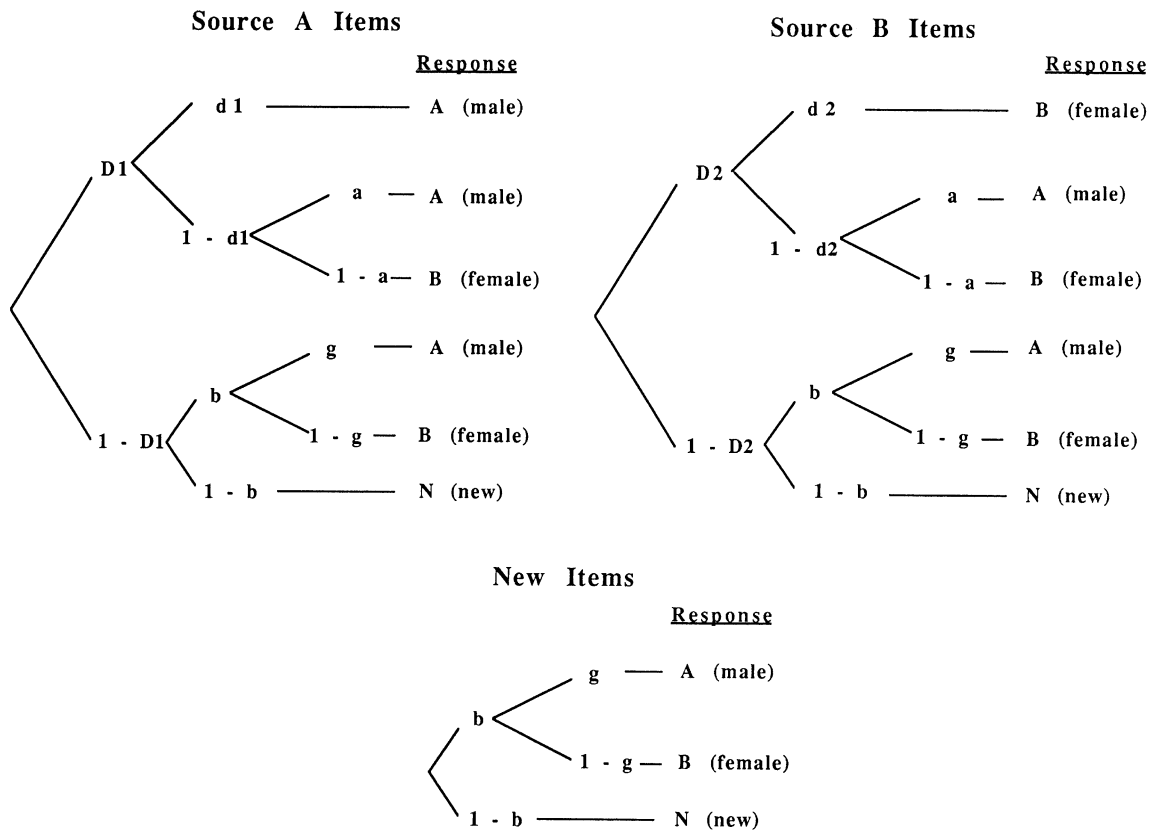 Source A Items
Response
d1 A (male)
D1
a A (male)
1 - d1
1 - a B (female)
g A (male)
b
1 - g B (female)
1 - D1
1 - b N (new)
Source B Items
Response
d2 B (female)
D2
a A (male)
1 - d2
1 - a B (female)
g A (male)
b
1 - g B (female)
1 - D2
1 - b N (new)
New Items
Response
g A (male)
b
1 - g B (female)
1 - b N (new)